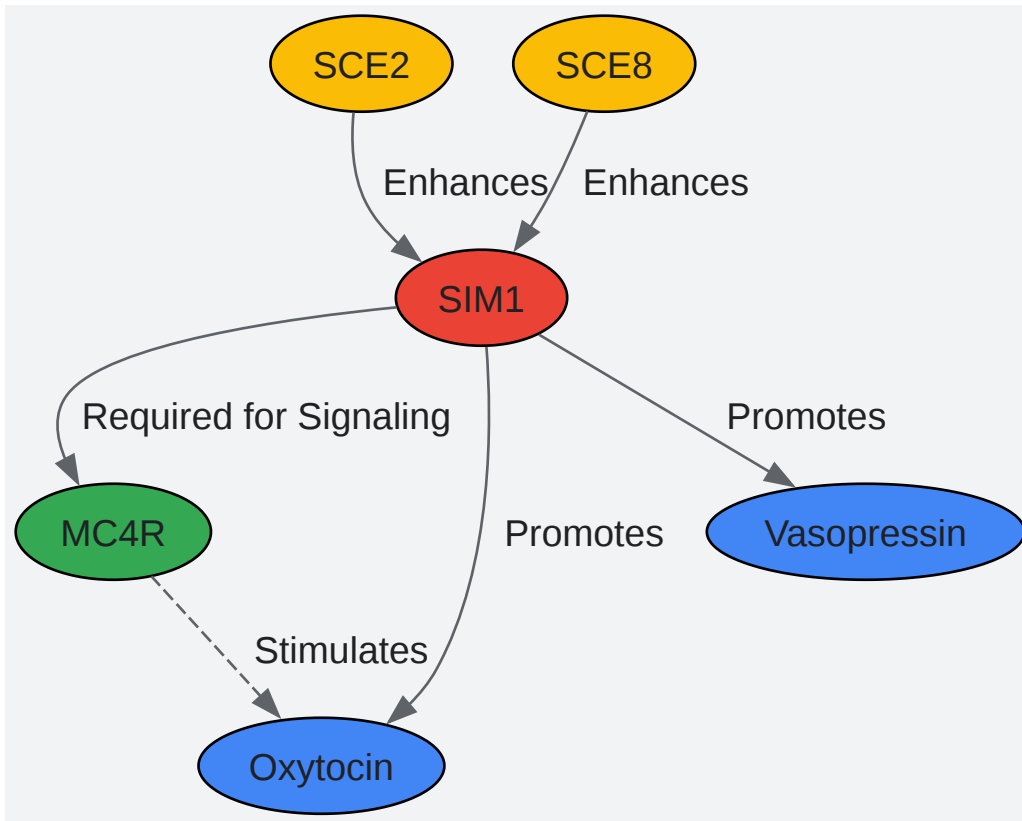 SCE2
SCE8
Enhances
Enhances
SIM1
Required for Signaling
Promotes
MC4R
Promotes
Vasopressin
Stimulates
Oxytocin